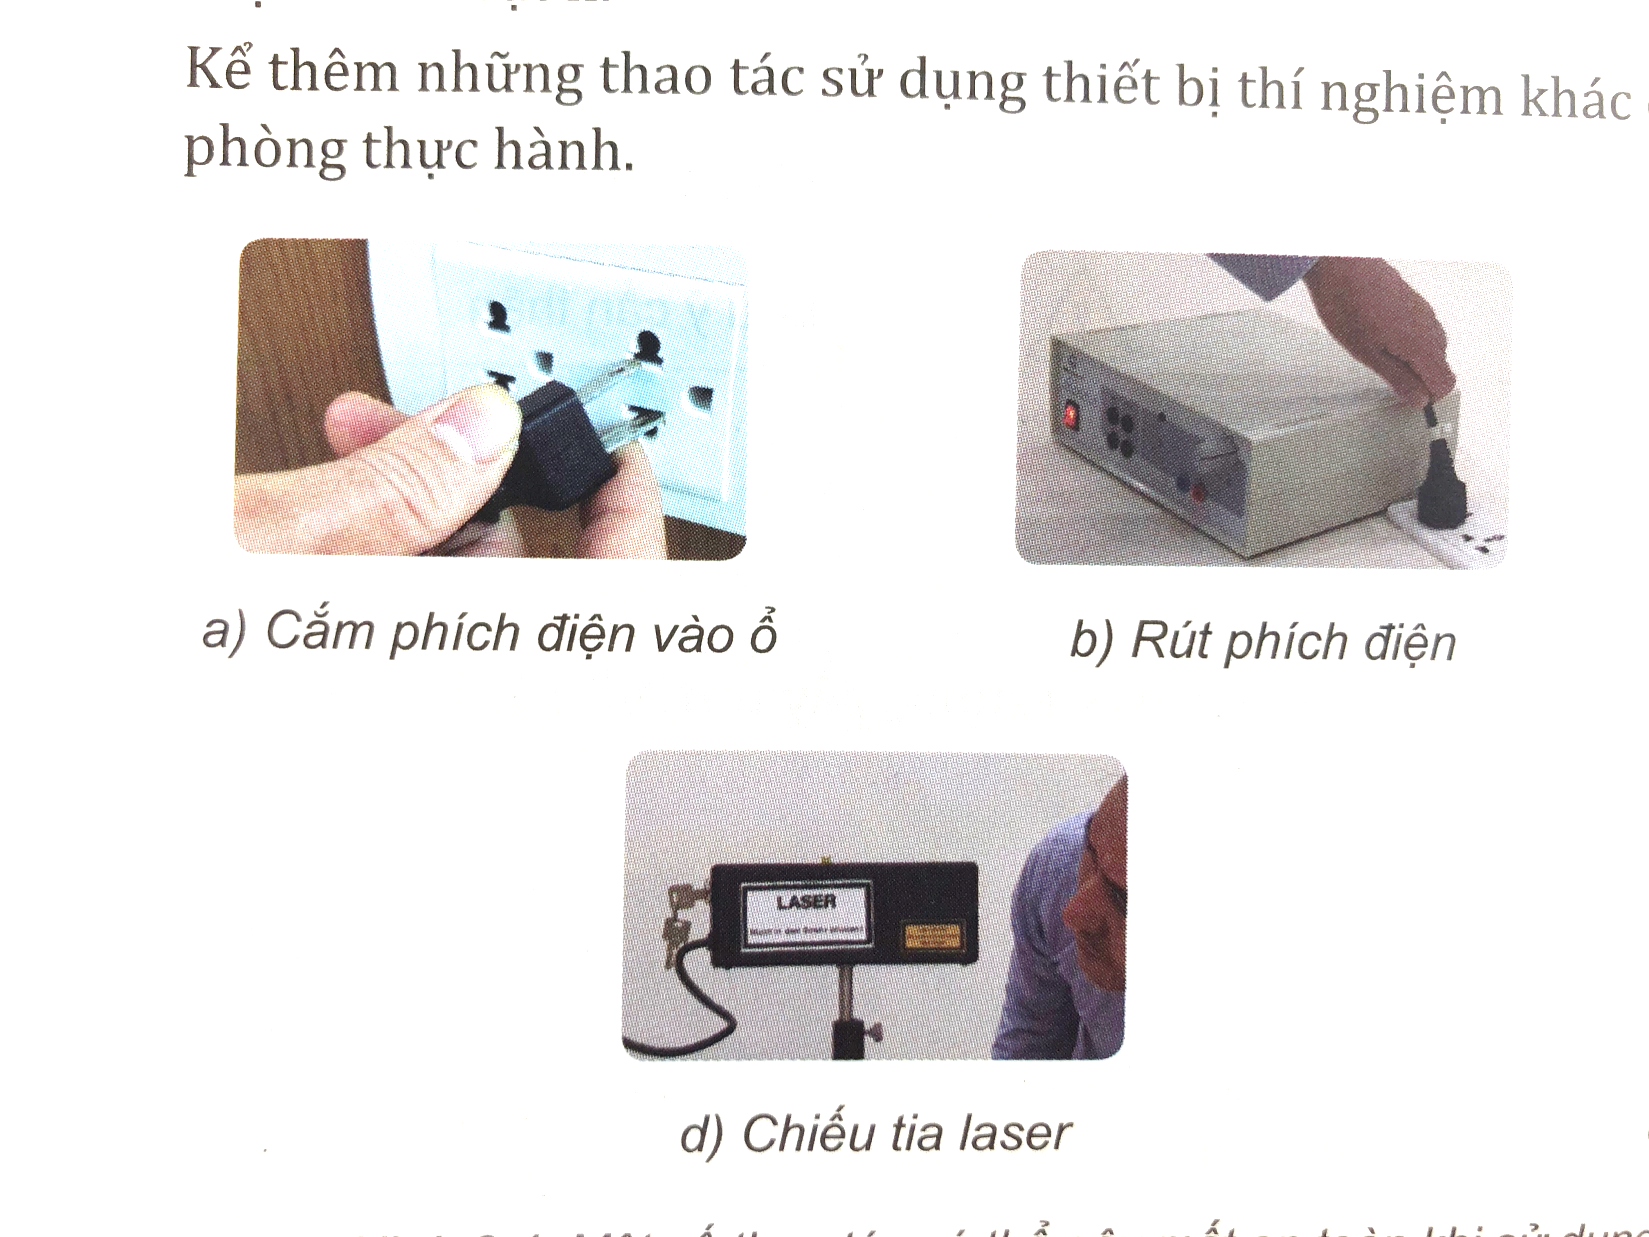 Kể thêm những thao tác sử dụng thiết bị thí nghiệm khác
phòng thực hành.
a) Cắm phích điện vào ổ
b) Rút phích điện
LASER
d) Chiếu tia laser